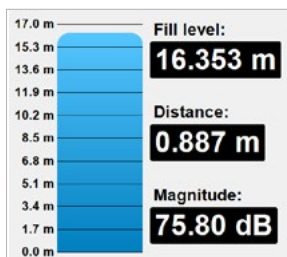 17.0 m
15.3 m
13.6 m
11.9 m
10.2 m
8.5 m
6.8 m
5.1 m
3.4 m
1.7 m
0.0 m
Fill level:
16.353 m
Distance:
0.887 m
Magnitude:
75.80 dB